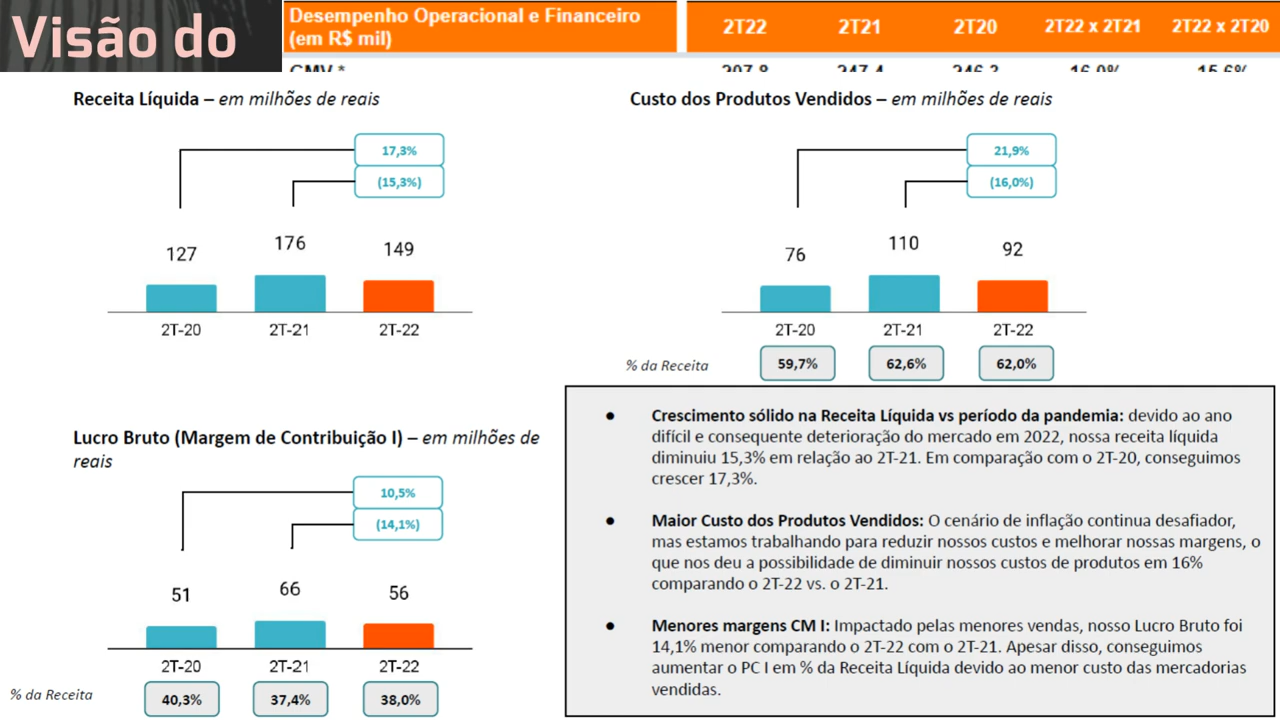 Visão do
Desempenho Operacional e Financeiro
(em R$ mil)
2T22 2T21 2T20 2T22 x 2T21 2T22 x 2T20
Receita Líquida – em milhões de reais
17,3%
(15,3%)
127 176 149
2T-20 2T-21 2T-22
Custo dos Produtos Vendidos – em milhões de reais
21,9%
(16,0%)
76 110 92
2T-20 2T-21 2T-22
% da Receita 59,7% 62,6% 62,0%
Lucro Bruto (Margem de Contribuição I) – em milhões de
reais
10,5%
(14,1%)
51 66 56
2T-20 2T-21 2T-22
% da Receita 40,3% 37,4% 38,0%
● Crescimento sólido na Receita Líquida vs período da pandemia: devido ao ano
difícil e consequente deterioração do mercado em 2022, nossa receita líquida
diminuiu 15,3% em relação ao 2T-21. Em comparação com o 2T-20, conseguimos
crescer 17,3%.
● Maior Custo dos Produtos Vendidos: O cenário de inflação continua desafiador,
mas estamos trabalhando para reduzir nossos custos e melhorar nossas margens, o
que nos deu a possibilidade de diminuir nossos custos de produtos em 16%
comparando o 2T-22 vs. o 2T-21.
● Menores margens CM I: Impactado pelas menores vendas, nosso Lucro Bruto foi
14,1% menor comparando o 2T-22 com o 2T-21. Apesar disso, conseguimos
aumentar o PC I em % da Receita Líquida devido ao menor custo das mercadorias
vendidas.